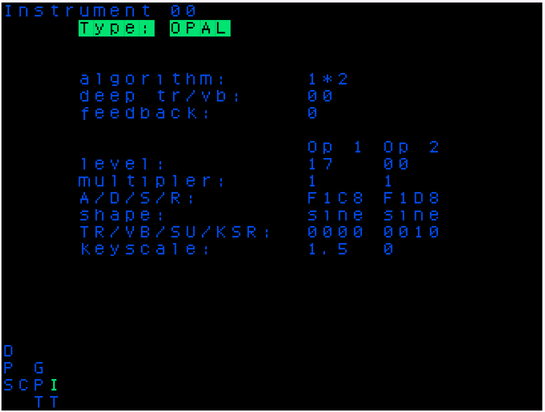 Instrument 00
Type: OPAL
algorithm: 1*2
deep tr/vb: 00
feedback: 0
Op 1 Op 2
level: 17 00
multipler: 1 1
A/D/S/R: F1C8 F1D8
shape: sine sine
TR/VB/SU/KSR: 0000 0010
keyscale: 1.5 0
D
P G
SCPI
TT